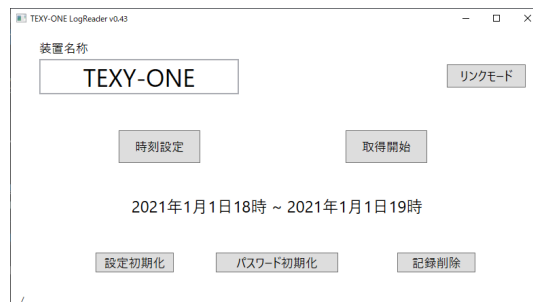 TEXY-ONE LogReader v0.43
装置名称
TEXY-ONE
リンクモード
時刻設定
取得開始
2021年1月1日18時 ~ 2021年1月1日19時
設定初期化
パスワード初期化
記録削除